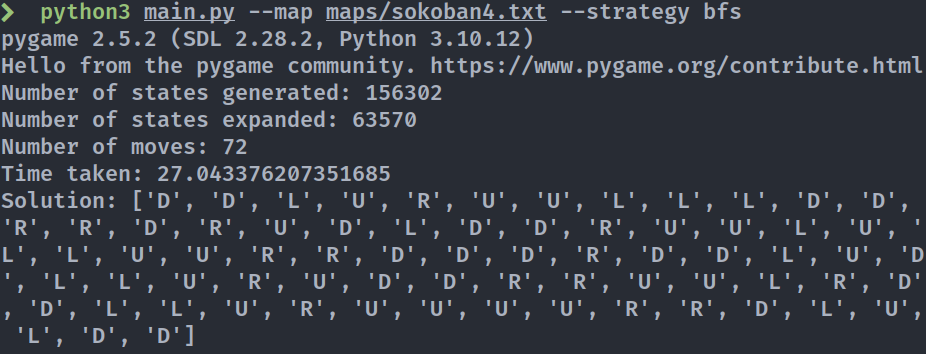 ❯ python3 main.py --map maps/sokoban4.txt --strategy bfs
pygame 2.5.2 (SDL 2.28.2, Python 3.10.12)
Hello from the pygame community. https://www.pygame.org/contribute.html
Number of states generated: 156302
Number of states expanded: 63570
Number of moves: 72
Time taken: 27.043376207351685
Solution: ['D', 'D', 'L', 'U', 'R', 'U', 'U', 'L', 'L', 'L', 'D', 'D',
'R', 'R', 'D', 'R', 'U', 'D', 'L', 'D', 'D', 'R', 'U', 'U', 'L', 'U', '
L', 'L', 'U', 'U', 'R', 'R', 'D', 'D', 'D', 'R', 'D', 'D', 'L', 'U', 'D
', 'L', 'L', 'U', 'R', 'U', 'D', 'D', 'R', 'R', 'U', 'U', 'L', 'R', 'D'
, 'D', 'L', 'L', 'U', 'R', 'U', 'U', 'U', 'U', 'R', 'R', 'D', 'L', 'U',
'L', 'D', 'D']